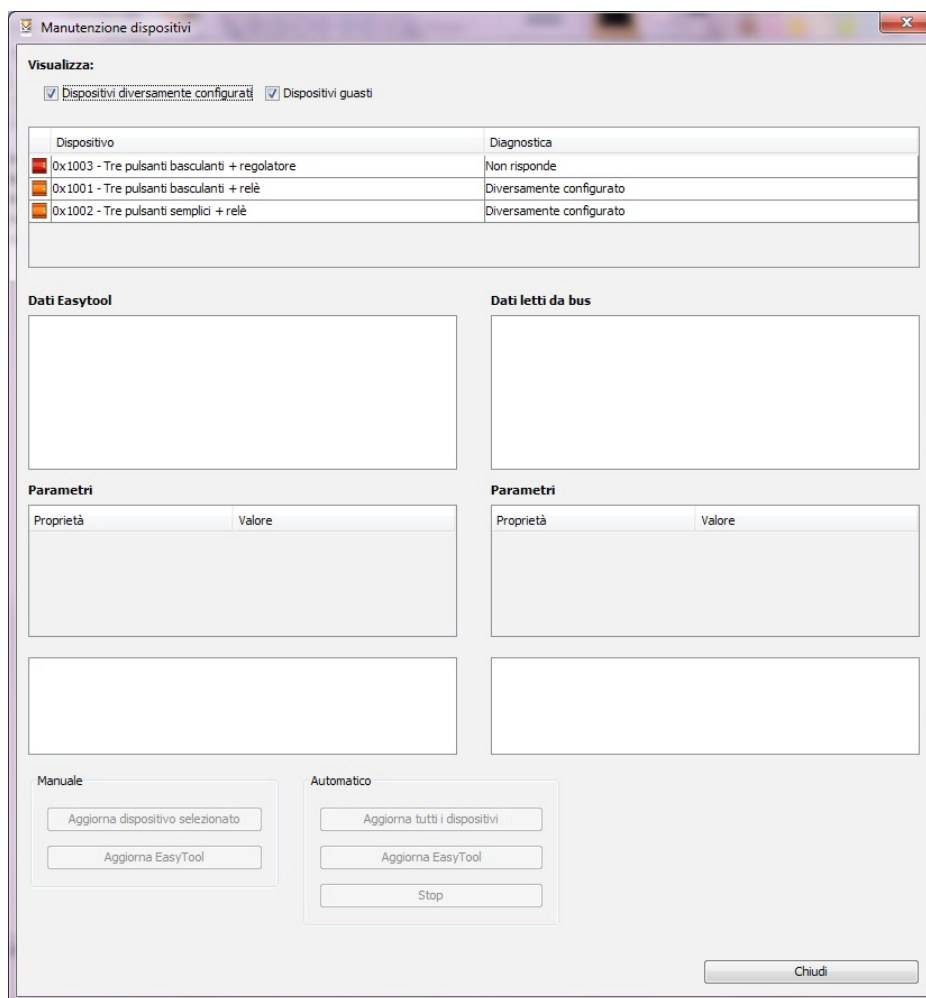 Manutenzione dispositivi
Visualizza:
Dispositivi diversamente configurati Dispositivi guasti
Dispositivo Diagnostica
0x1003 - Tre pulsanti basculanti + regolatore Non risponde
0x1001 - Tre pulsanti basculanti + relè Diversamente configurato
0x1002 - Tre pulsanti semplici + relè Diversamente configurato
Dati Easytool Dati letti da bus
Parametri Parametri
Proprietà Valore Proprietà Valore
Manuale Automatico
Aggiorna dispositivo selezionato Aggiorna tutti i dispositivi
Aggiorna EasyTool Aggiorna EasyTool
Stop
Chiudi